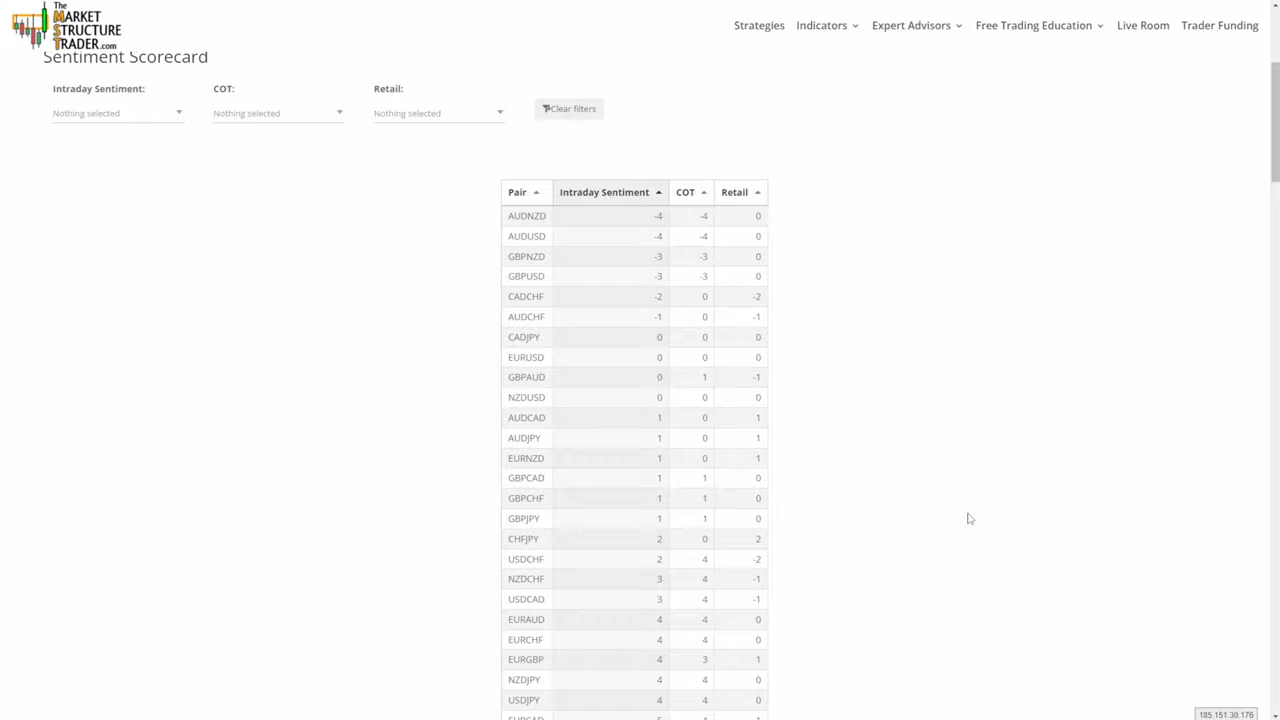 The
MARKET
STRUCTURE
TRADER.com
Strategies Indicators Expert Advisors Free Trading Education Live Room Trader Funding
Sentiment Scorecard
Intraday Sentiment: COT: Retail:
Nothing selected Nothing selected Nothing selected Clear filters
Pair Intraday Sentiment COT Retail
AUDNZD -4 -4 0
AUDUSD -4 -4 0
GBPNZD -3 -3 0
GBPUSD -3 -3 0
CADCHF -2 0 -2
AUDCHF -1 0 -1
CADJPY 0 0 0
EURUSD 0 0 0
GBPAUD 0 1 -1
NZDUSD 0 0 0
AUDCAD 1 0 1
AUDJPY 1 0 1
EURNZD 1 0 1
GBPCAD 1 1 0
GBPCHF 1 1 0
GBPJPY 1 1 0
CHFJPY 2 0 2
USDCHF 2 4 -2
NZDCHF 3 4 -1
USDCAD 3 4 -1
EURAUD 4 4 0
EURCHF 4 4 0
EURGBP 4 3 1
NZDJPY 4 4 0
USDJPY 4 4 0
185.151.30.176